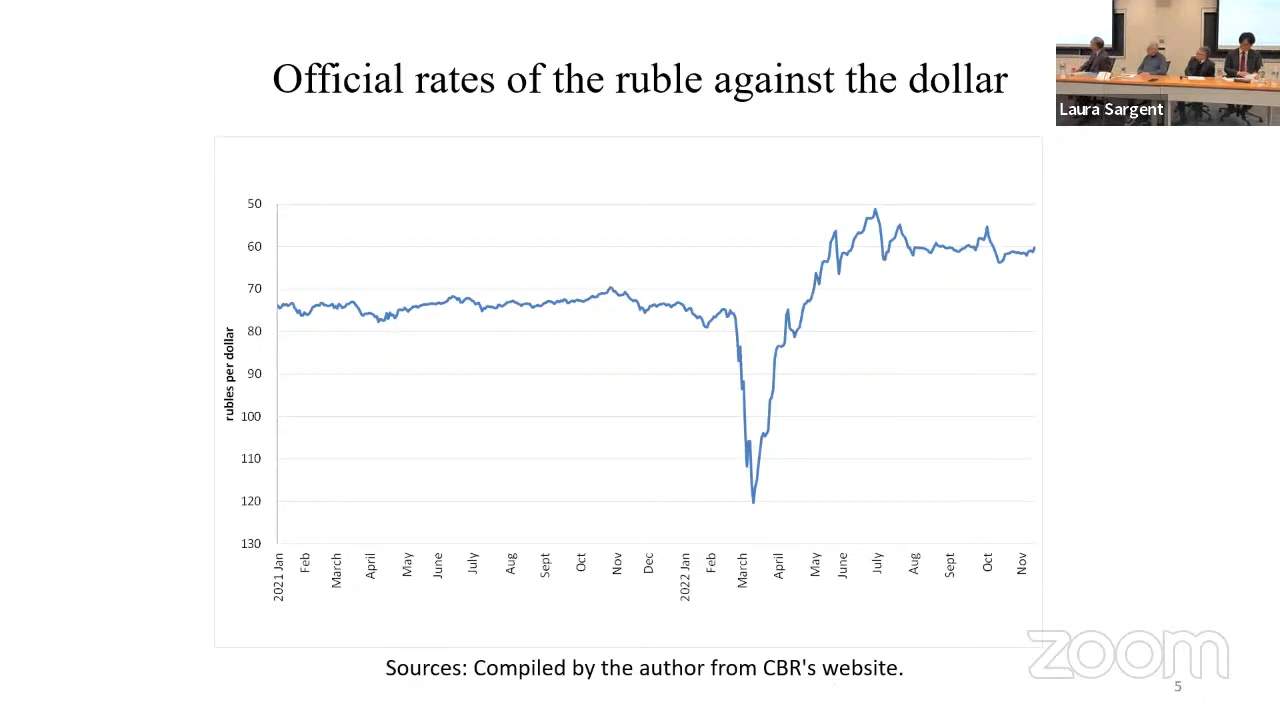 Official rates of the ruble against the dollar
Laura Sargent
50
60
70
80
90
100
110
120
130
rubles per dollar
2021 Jan
Feb
March
April
May
June
July
Aug
Sept
Oct
Nov
Dec
2022 Jan
Feb
March
April
May
June
July
Aug
Sept
Oct
Nov
Sources: Compiled by the author from CBR's website.
zoom
5